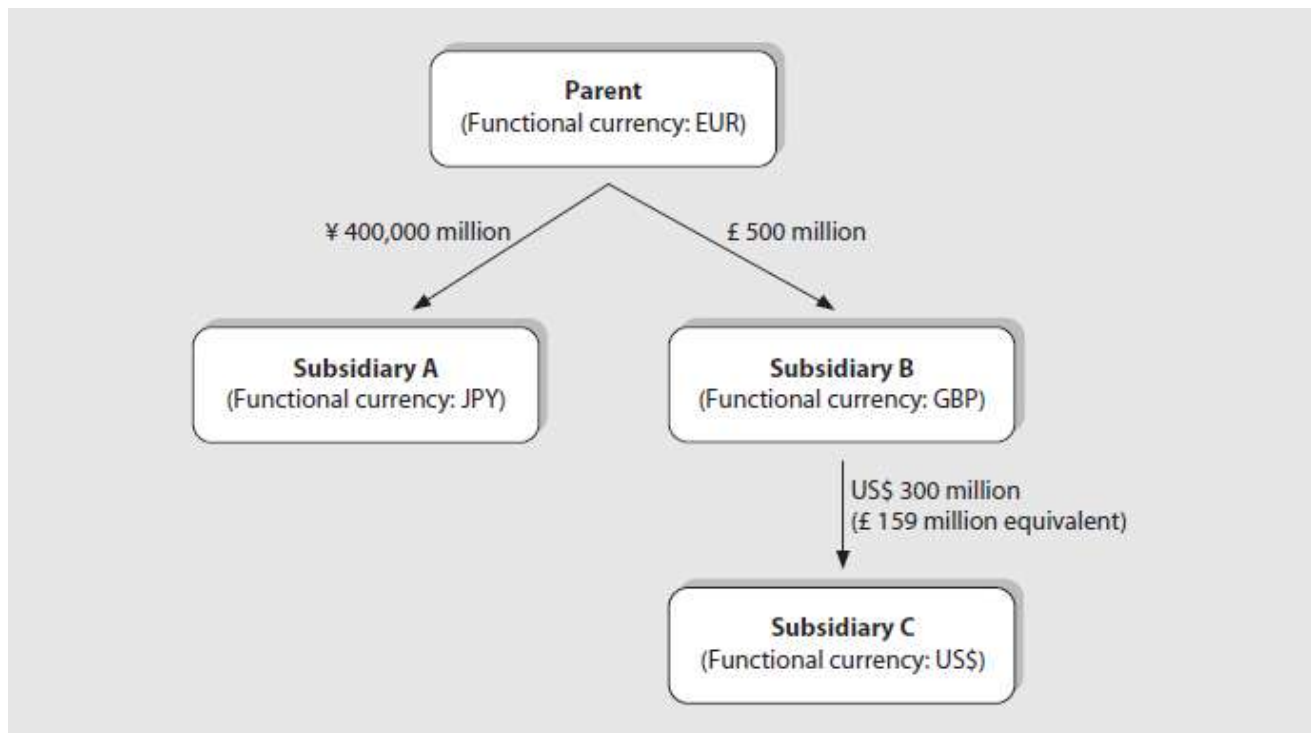 Parent
(Functional currency: EUR)
¥ 400,000 million
£ 500 million
Subsidiary A
(Functional currency: JPY)
Subsidiary B
(Functional currency: GBP)
US$ 300 million
(£ 159 million equivalent)
Subsidiary C
(Functional currency: US$)